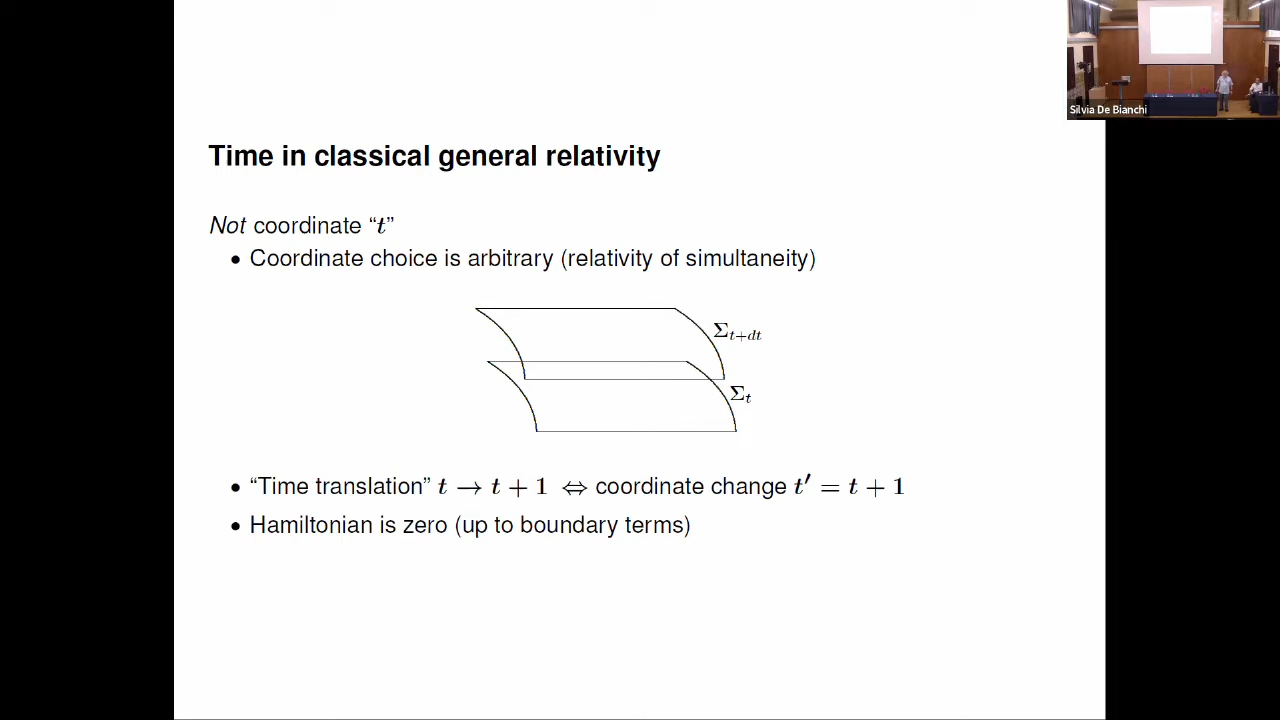 Silvia De Bianchi
Time in classical general relativity
Not coordinate “t”
• Coordinate choice is arbitrary (relativity of simultaneity)
Σ_{t+dt}
Σ_t
• “Time translation” t → t + 1 ⇔ coordinate change t′ = t + 1
• Hamiltonian is zero (up to boundary terms)